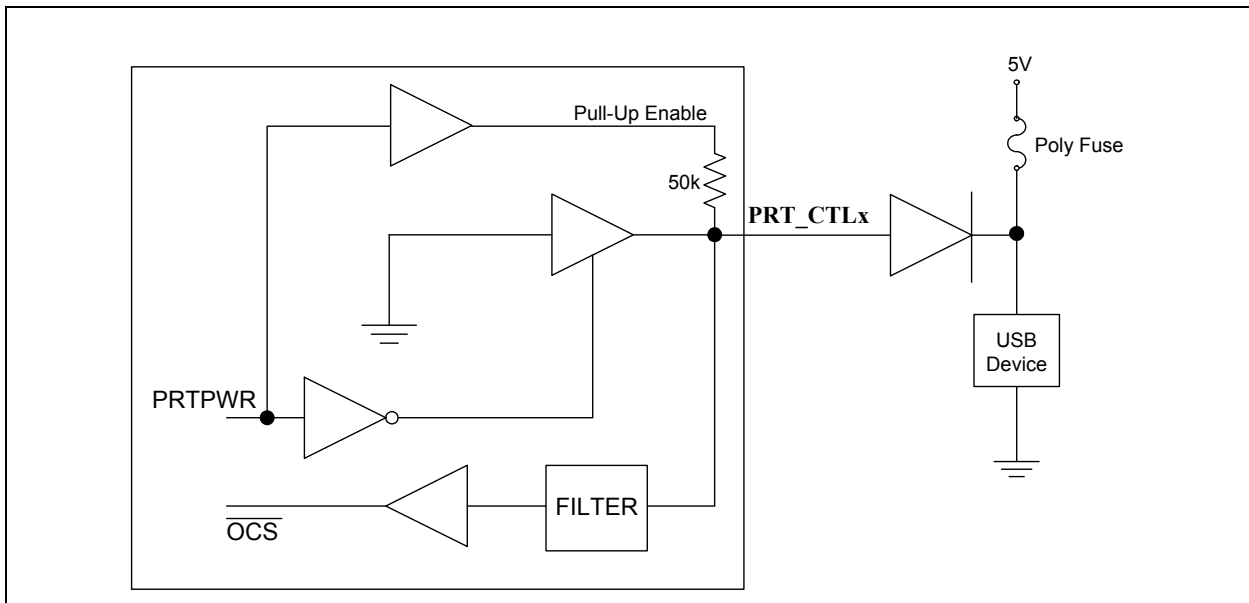 5V
Pull-Up Enable
Poly Fuse
50k
PRT_CTLx
USB
Device
PRTPWR
FILTER
OCS